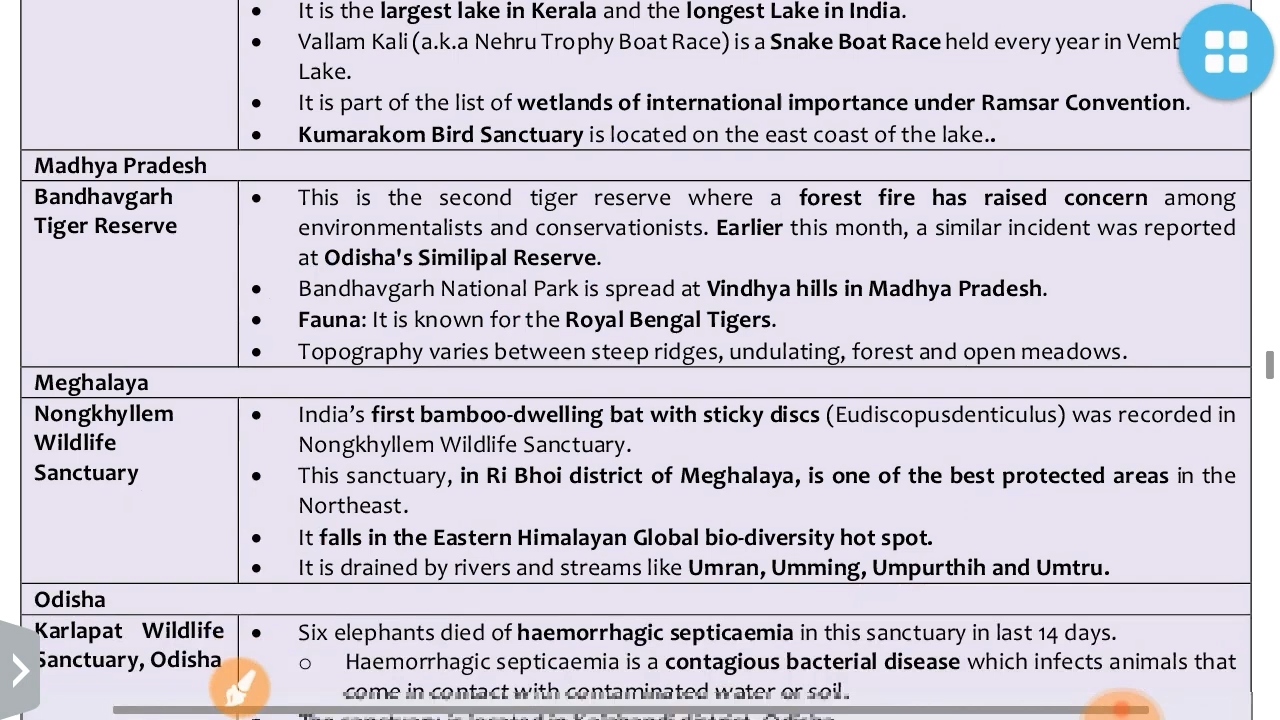 • It is the largest lake in Kerala and the longest Lake in India.
• Vallam Kali (a.k.a Nehru Trophy Boat Race) is a Snake Boat Race held every year in
Lake.
• It is part of the list of wetlands of international importance under Ramsar Convention.
• Kumarakom Bird Sanctuary is located on the east coast of the lake..
Madhya Pradesh
Bandhavgarh
Tiger Reserve
• This is the second tiger reserve where a forest fire has raised concern among
environmentalists and conservationists. Earlier this month, a similar incident was reported
at Odisha's Similipal Reserve.
• Bandhavgarh National Park is spread at Vindhya hills in Madhya Pradesh.
• Fauna: It is known for the Royal Bengal Tigers.
• Topography varies between steep ridges, undulating, forest and open meadows.
Meghalaya
Nongkhyllem
Wildlife
Sanctuary
• India’s first bamboo-dwelling bat with sticky discs (Eudiscopusdenticulus) was recorded in
Nongkhyllem Wildlife Sanctuary.
• This sanctuary, in Ri Bhoi district of Meghalaya, is one of the best protected areas in the
Northeast.
• It falls in the Eastern Himalayan Global bio-diversity hot spot.
• It is drained by rivers and streams like Umran, Umming, Umpurthih and Umtru.
Odisha
Karlapat Wildlife
Sanctuary, Odisha
• Six elephants died of haemorrhagic septicaemia in this sanctuary in last 14 days.
o Haemorrhagic septicaemia is a contagious bacterial disease which infects animals that
come in contact with contaminated water or soil.
• The sanctuary is located in Kalahandi district, Odisha.